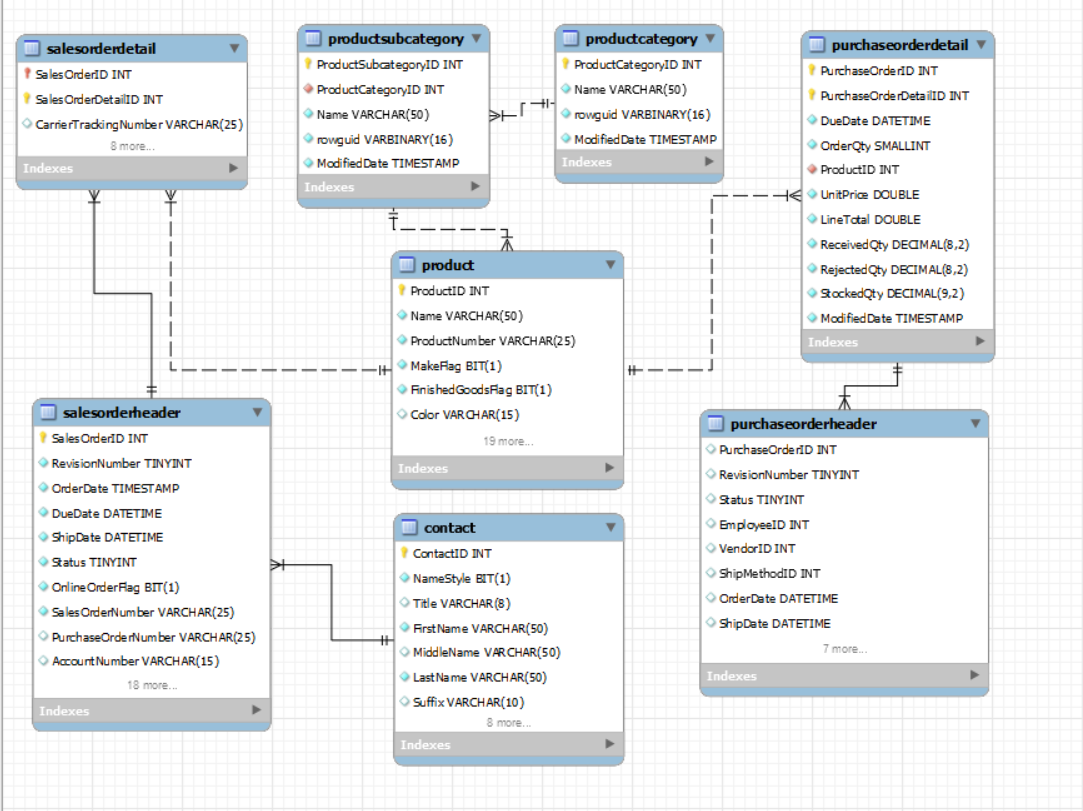 salesorderdetail
SalesOrderID INT
SalesOrderDetailID INT
CarrierTrackingNumber VARCHAR(25)
8 more...
Indexes
productsubcategory
ProductSubcategoryID INT
ProductCategoryID INT
Name VARCHAR(50)
rowguid VARBINARY(16)
ModifiedDate TIMESTAMP
Indexes
productcategory
ProductCategoryID INT
Name VARCHAR(50)
rowguid VARBINARY(16)
ModifiedDate TIMESTAMP
Indexes
purchaseorderdetail
PurchaseOrderID INT
PurchaseOrderDetailID INT
DueDate DATETIME
OrderQty SMALLINT
ProductID INT
UnitPrice DOUBLE
LineTotal DOUBLE
ReceivedQty DECIMAL(8,2)
RejectedQty DECIMAL(8,2)
StockedQty DECIMAL(9,2)
ModifiedDate TIMESTAMP
Indexes
product
ProductID INT
Name VARCHAR(50)
ProductNumber VARCHAR(25)
MakeFlag BIT(1)
FinishedGoodsFlag BIT(1)
Color VARCHAR(15)
19 more...
Indexes
salesorderheader
SalesOrderID INT
RevisionNumber TINYINT
OrderDate TIMESTAMP
DueDate DATETIME
ShipDate DATETIME
Status TINYINT
OnlineOrderFlag BIT(1)
SalesOrderNumber VARCHAR(25)
PurchaseOrderNumber VARCHAR(25)
AccountNumber VARCHAR(15)
18 more...
Indexes
contact
ContactID INT
NameStyle BIT(1)
Title VARCHAR(8)
FirstName VARCHAR(50)
MiddleName VARCHAR(50)
LastName VARCHAR(50)
Suffix VARCHAR(10)
8 more...
Indexes
purchaseorderheader
PurchaseOrderID INT
RevisionNumber TINYINT
Status TINYINT
EmployeeID INT
VendorID INT
ShipMethodID INT
OrderDate DATETIME
ShipDate DATETIME
7 more...
Indexes